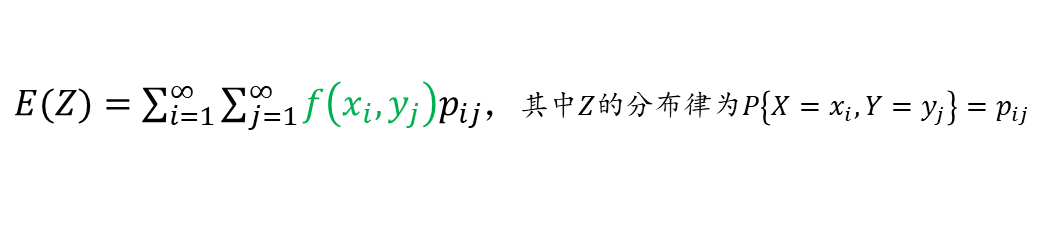 E(Z) = ∑_{i=1}^{∞} ∑_{j=1}^{∞} f(x_i, y_j)p_{ij}, 其中Z的分布律为P{X = x_i, Y = y_j} = p_{ij}